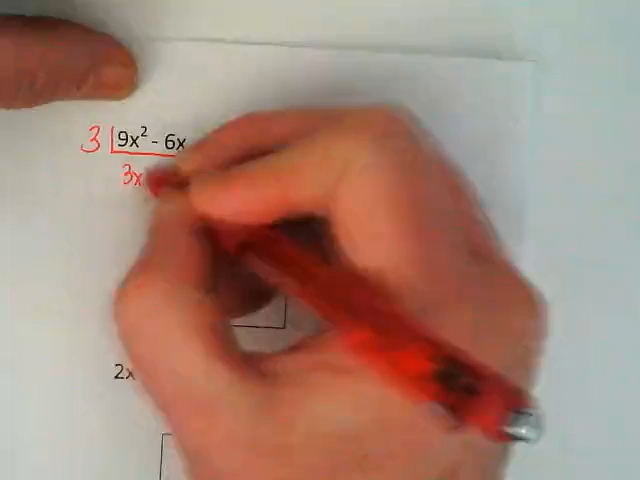 3 9x² - 6x
3x
2x